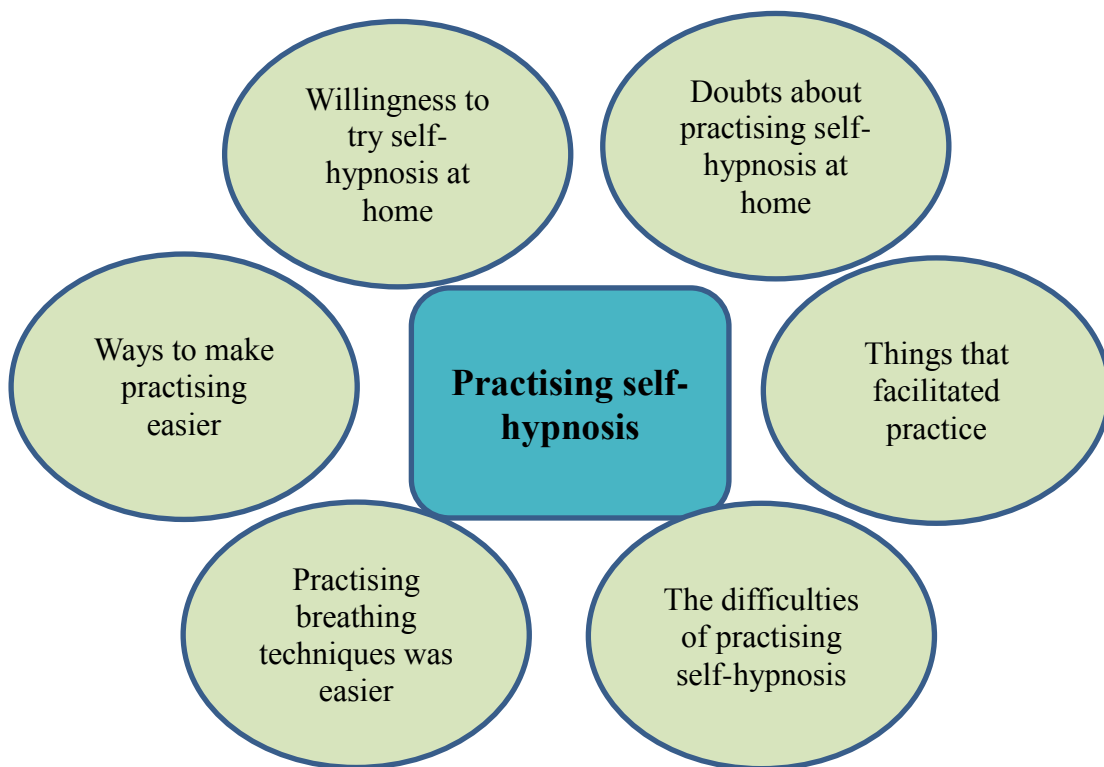 Willingness to
try self-
hypnosis at
home
Doubts about
practising self-
hypnosis at
home
Ways to make
practising
easier
Practising self-
hypnosis
Things that
facilitated
practice
Practising
breathing
techniques was
easier
The difficulties
of practising
self-hypnosis